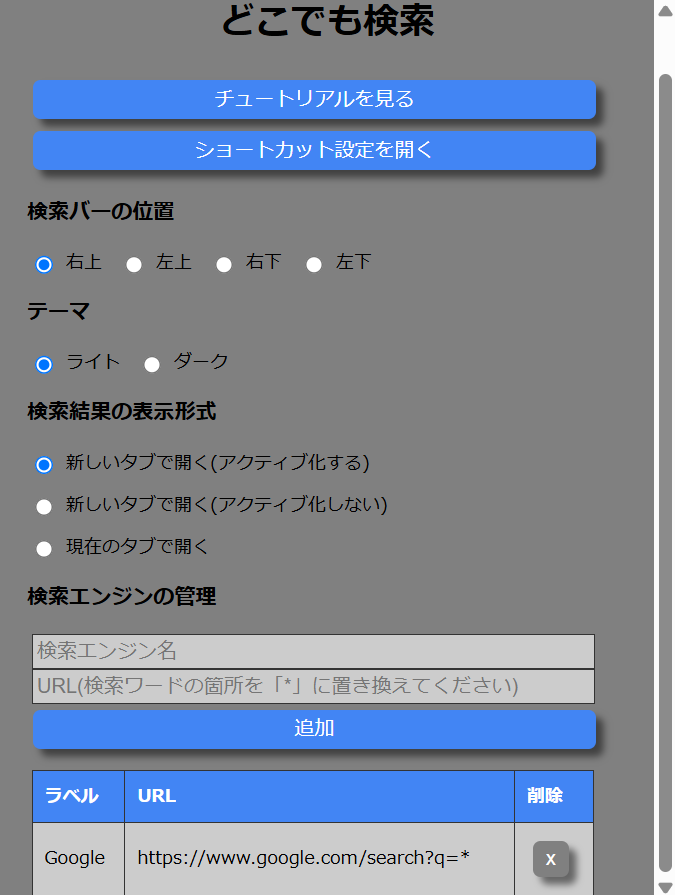 どこでも検索
チュートリアルを見る
ショートカット設定を開く
検索バーの位置
右上 左上 右下 左下
テーマ
ライト ダーク
検索結果の表示形式
新しいタブで開く(アクティブ化する)
新しいタブで開く(アクティブ化しない)
現在のタブで開く
検索エンジンの管理
検索エンジン名
URL(検索ワードの箇所を「*」に置き換えてください)
追加
ラベル URL 削除
Google https://www.google.com/search?q=* X